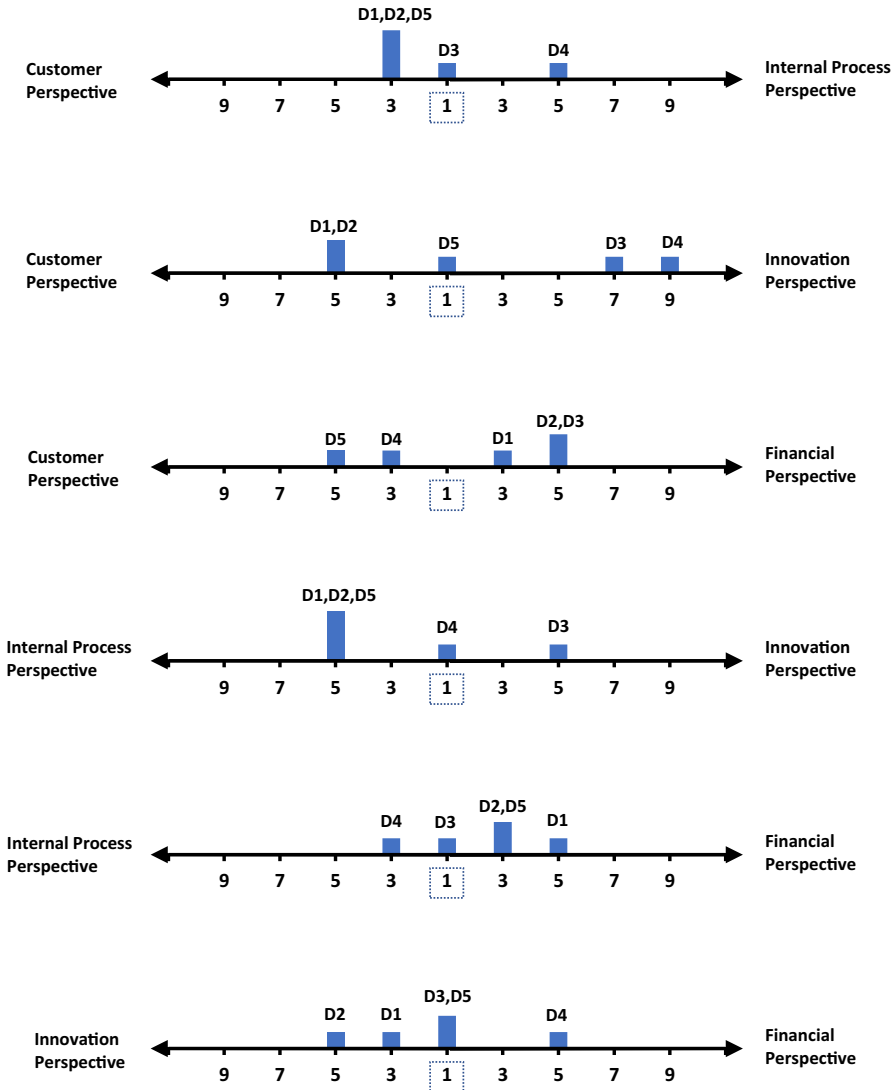 D1,D2,D5
D3
D4
Customer
Perspective
Internal Process
Perspective
9 7 5 3 1 3 5 7 9
D1,D2
D5
D3
D4
Customer
Perspective
Innovation
Perspective
9 7 5 3 1 3 5 7 9
D5
D4
D1
D2,D3
Customer
Perspective
Financial
Perspective
9 7 5 3 1 3 5 7 9
D1,D2,D5
D4
D3
Internal Process
Perspective
Innovation
Perspective
9 7 5 3 1 3 5 7 9
D4
D3
D2,D5
D1
Internal Process
Perspective
Financial
Perspective
9 7 5 3 1 3 5 7 9
D2
D1
D3,D5
D4
Innovation
Perspective
Financial
Perspective
9 7 5 3 1 3 5 7 9